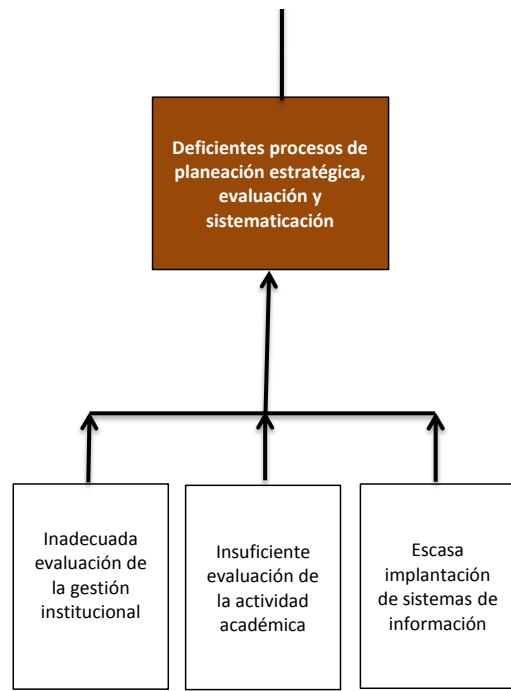 Deficientes procesos de
planeación estratégica,
evaluación y
sistematicación
Inadecuada
evaluación de
la gestión
institucional
Insuficiente
evaluación de
la actividad
académica
Escasa
implantación
de sistemas de
información